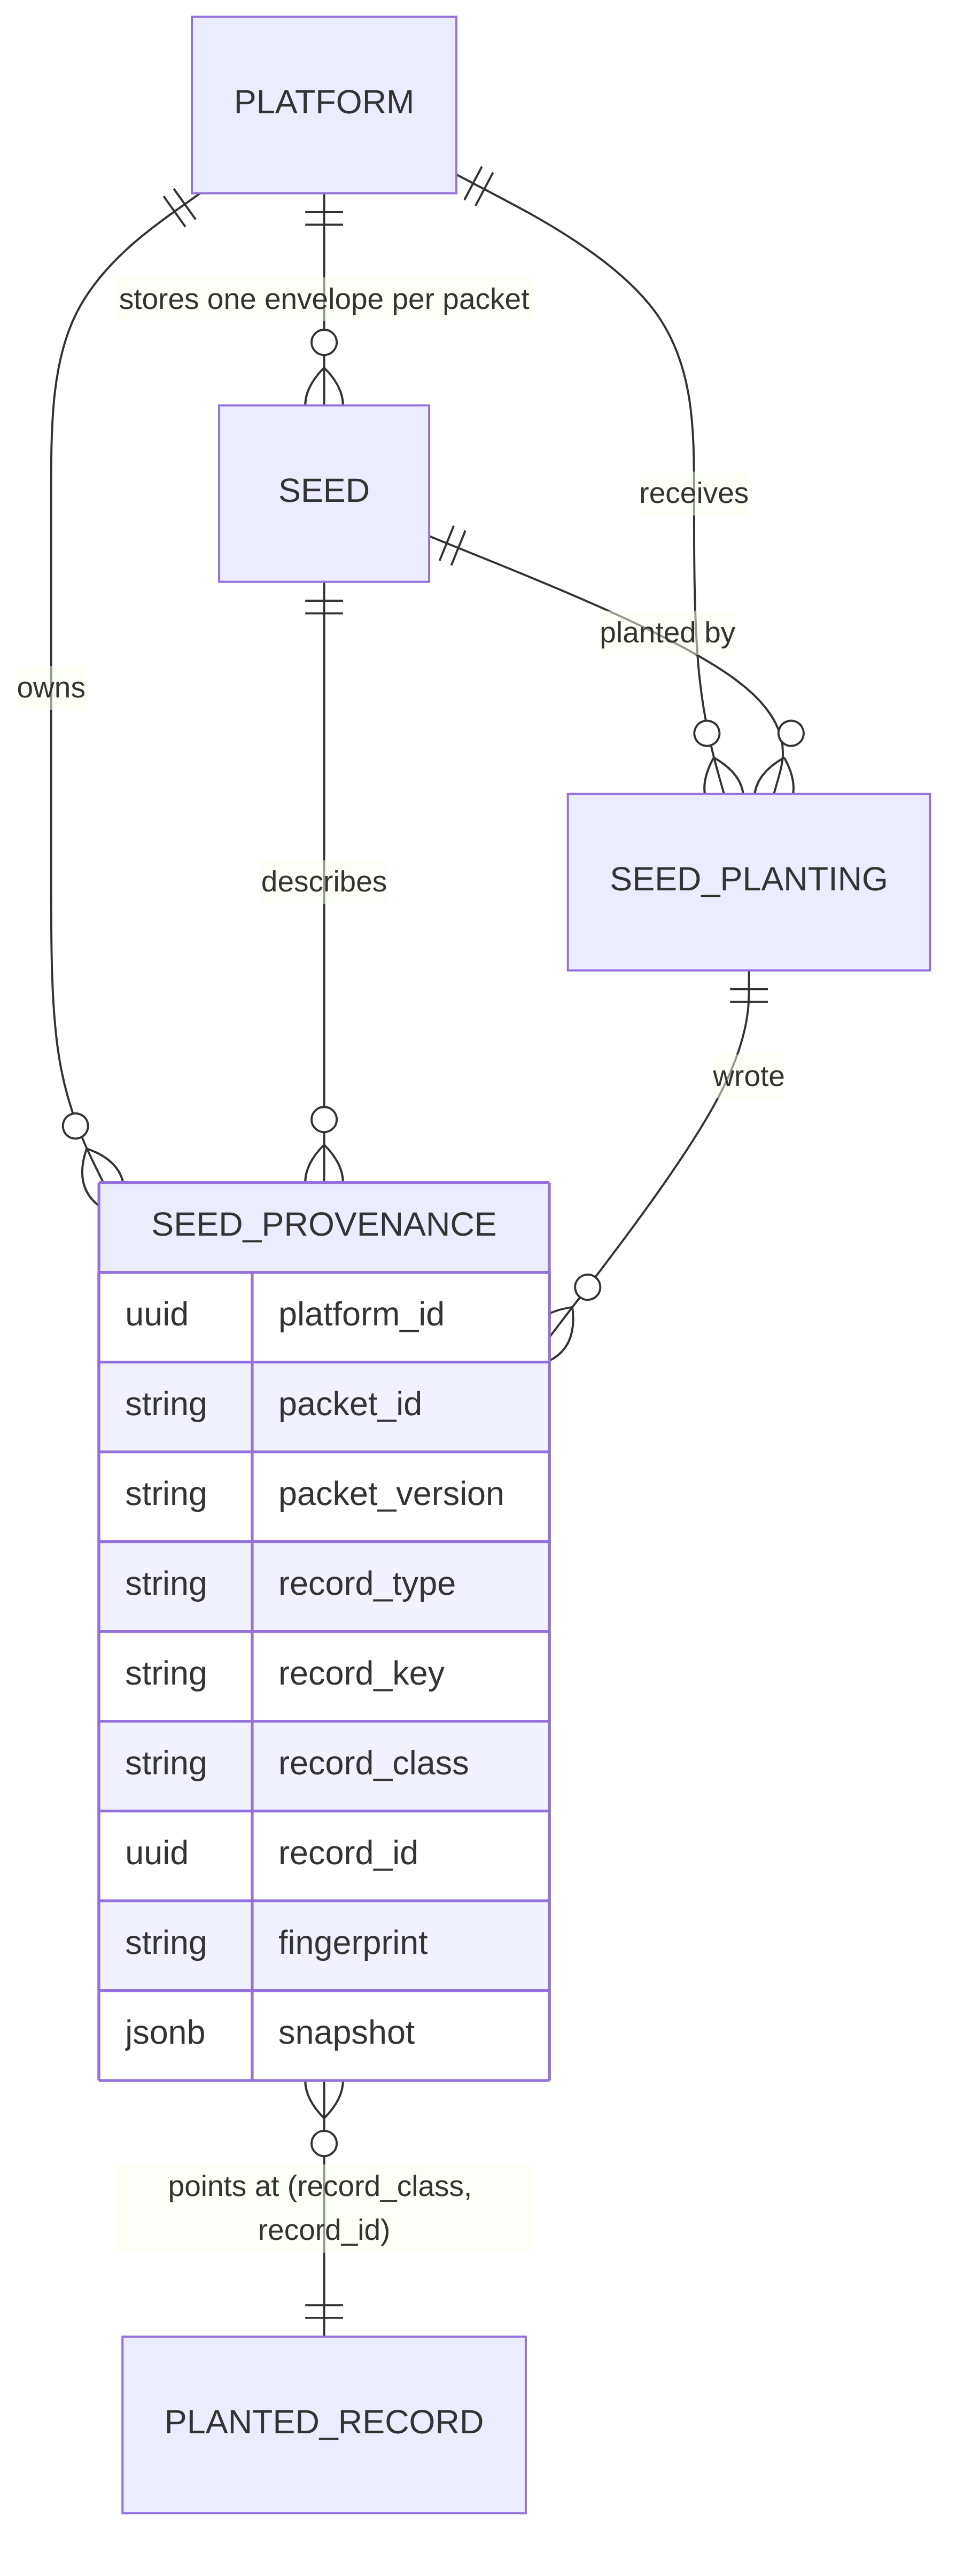 PLATFORM
stores one envelope per packet
SEED
receives
planted by
owns
describes
SEED_PLANTING
wrote
SEED_PROVENANCE
uuid platform_id
string packet_id
string packet_version
string record_type
string record_key
string record_class
uuid record_id
string fingerprint
jsonb snapshot
points at (record_class,
record_id)
PLANTED_RECORD